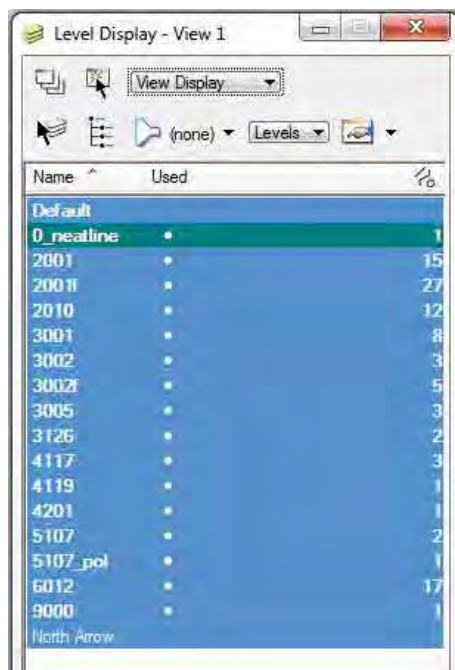 Level Display - View 1
View Display
(none) Levels
Name Used
Default
0_neatline 1
2001 15
2001f 27
2010 12
3001 8
3002 3
3002f 5
3005 3
3126 2
4117 3
4119 1
4201 1
5107 2
5107_pol 1
6012 17
9000 1
North Arrow